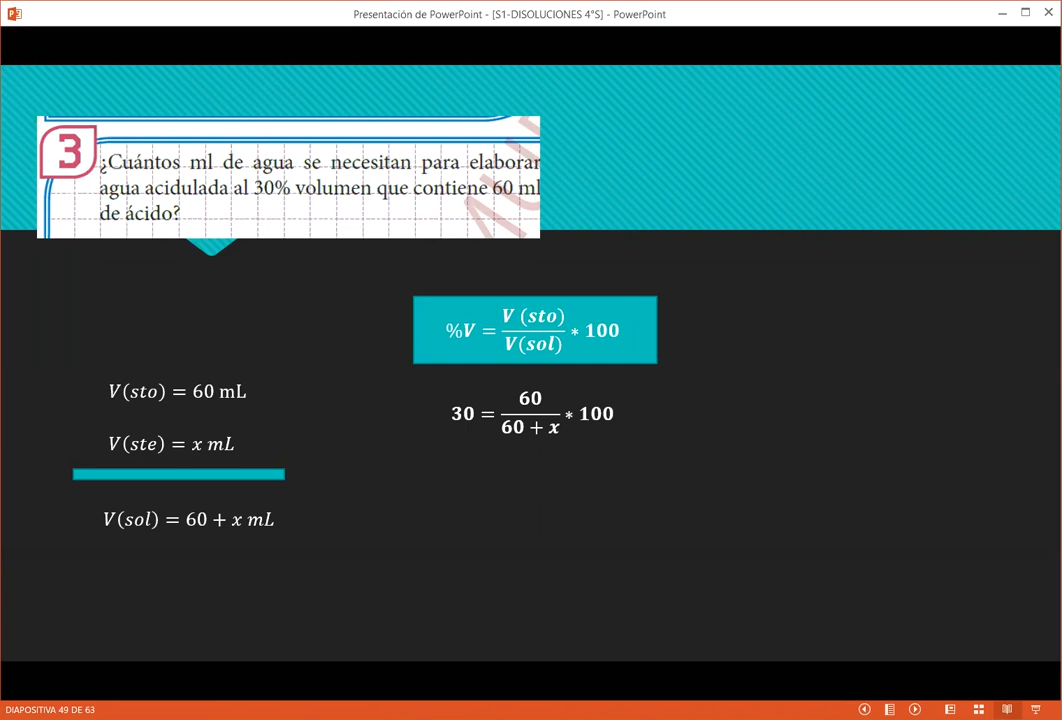 Presentación de PowerPoint - [S1-DISOLUCIONES 4°S] - PowerPoint
3
¿Cuántos ml de agua se necesitan para elaborar
agua acidulada al 30% volumen que contiene 60 ml
de ácido?
%V = V (sto) / V(sol) * 100
V(sto) = 60 mL
30 = 60 / 60 + x * 100
V(ste) = x mL
V(sol) = 60 + x mL
DIAPOSITIVA 49 DE 63